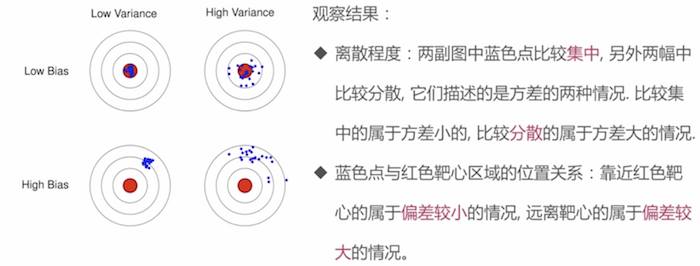 Low Variance
High Variance
Low Bias
High Bias
观察结果：
◆ 离散程度：两副图中蓝色点比较集中, 另外两幅中
比较分散, 它们描述的是方差的两种情况. 比较集
中的属于方差小的, 比较分散的属于方差大的情况.
◆ 蓝色点与红色靶心区域的位置关系：靠近红色靶
心的属于偏差较小的情况, 远离靶心的属于偏差较
大的情况。